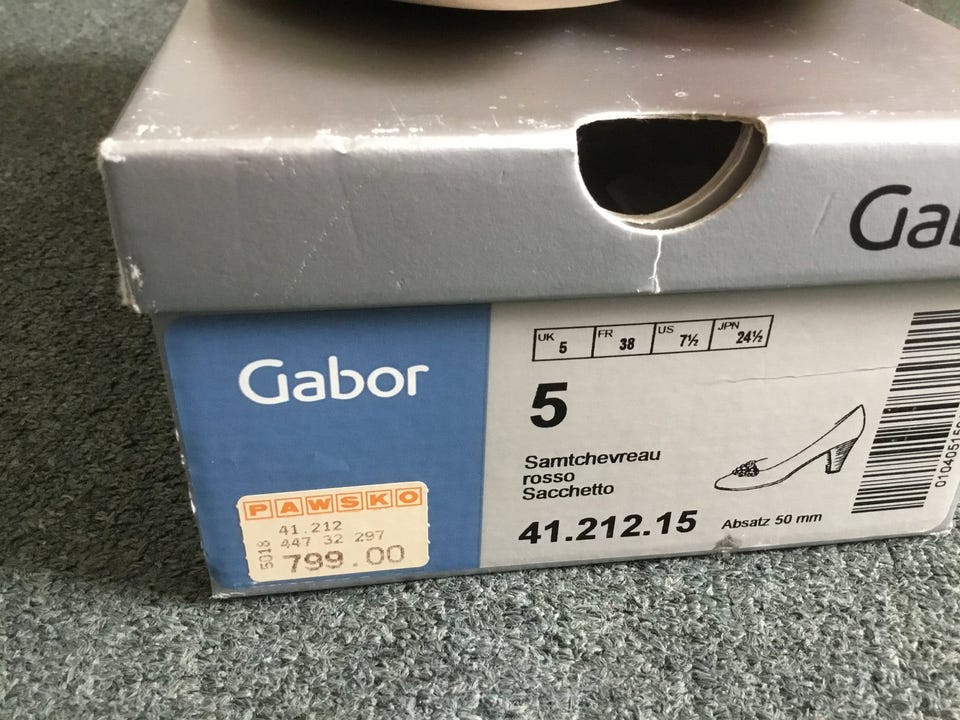 Gab
Gabor
UK 5 FR 38 US 7½ JPN 24½
5
Samtchevreau
rosso
Sacchetto
41.212.15 Absatz 50 mm
PAWSKO
41.212
447 32 297
5018
799.00